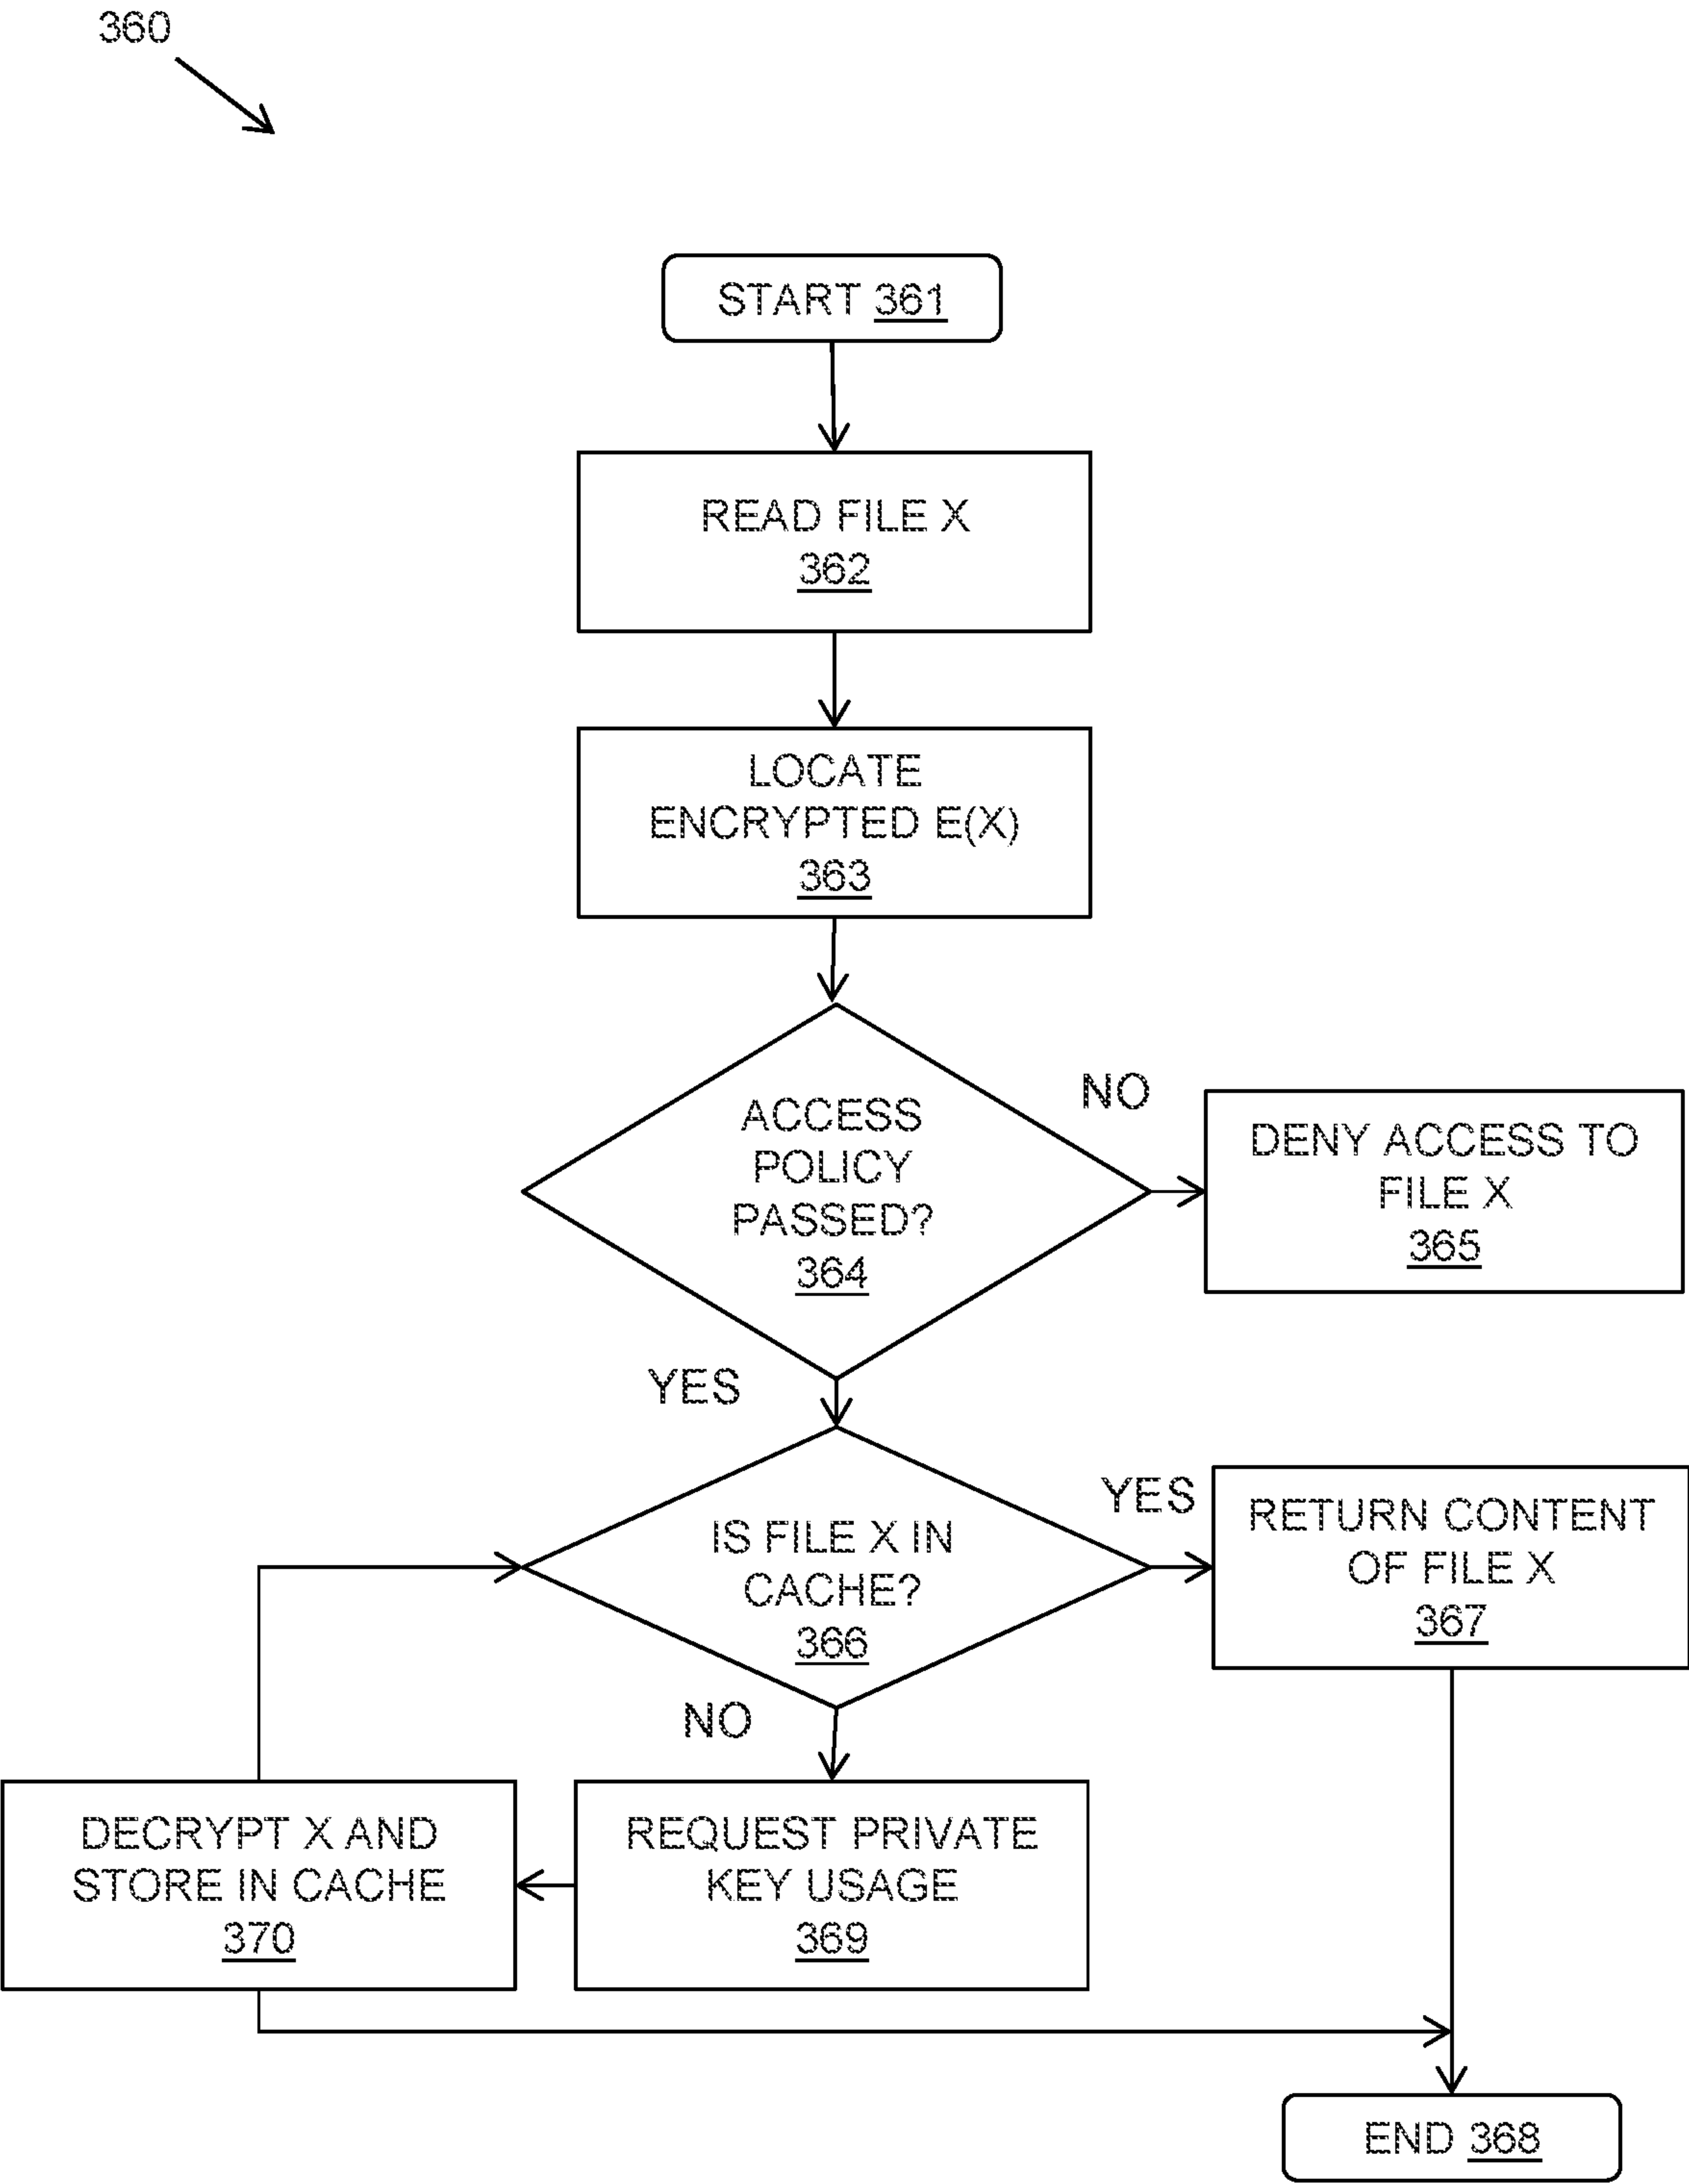 360
START 361
READ FILE X
362
LOCATE
ENCRYPTED E(X)
363
ACCESS
POLICY
PASSED?
364
NO
DENY ACCESS TO
FILE X
365
YES
IS FILE X IN
CACHE?
366
YES
RETURN CONTENT
OF FILE X
367
NO
REQUEST PRIVATE
KEY USAGE
369
DECRYPT X AND
STORE IN CACHE
370
END 368